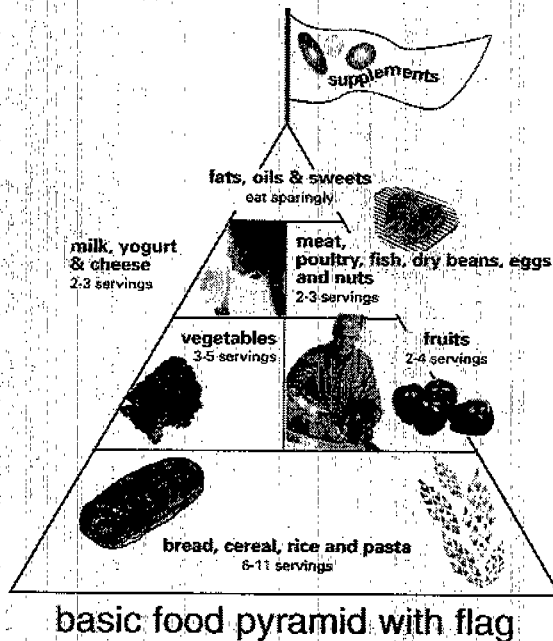 supplements
fats, oils & sweets
eat sparingly
milk, yogurt
& cheese
2-3 servings
meat,
poultry, fish, dry beans, eggs
and nuts
2-3 servings
vegetables
3-5 servings
fruits
2-4 servings
bread, cereal, rice and pasta
6-11 servings
basic food pyramid with flag